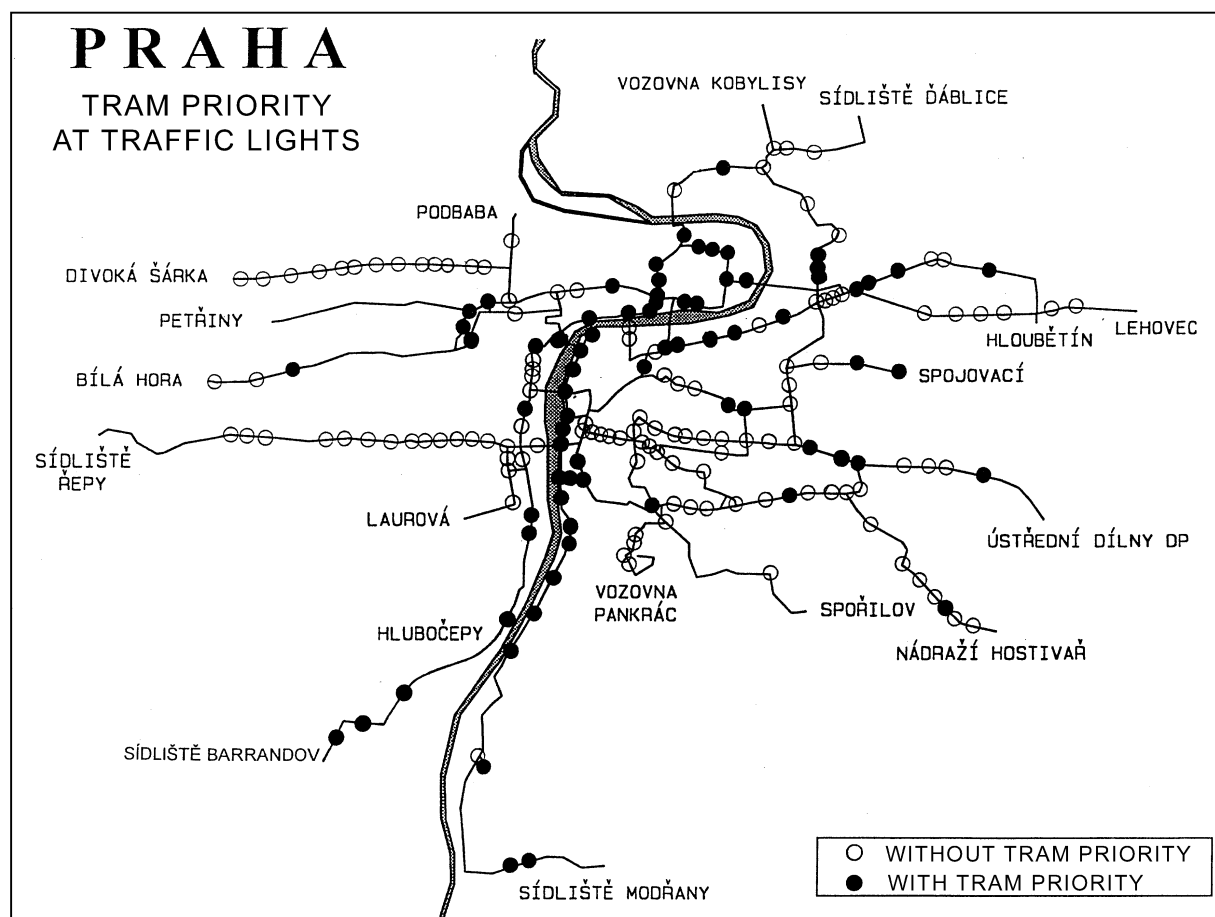 PRAHA
TRAM PRIORITY
AT TRAFFIC LIGHTS
VOZOVNA KOBYLISY
SÍDLIŠTĚ ĎÁBLICE
PODBABA
DIVOKÁ ŠÁRKA
PETŘINY
HLOUBĚTÍN
LEHOVEC
BÍLÁ HORA
SPOJOVACÍ
SÍDLIŠTĚ
ŘEPY
LAUROVÁ
ÚSTŘEDNÍ DÍLNY DP
VOZOVNA
PANKRÁC
SPOŘILOV
HLUBOČEPY
NÁDRAŽÍ HOSTIVAŘ
SÍDLIŠTĚ BARRANDOV
SÍDLIŠTĚ MODŘANY
WITHOUT TRAM PRIORITY
WITH TRAM PRIORITY